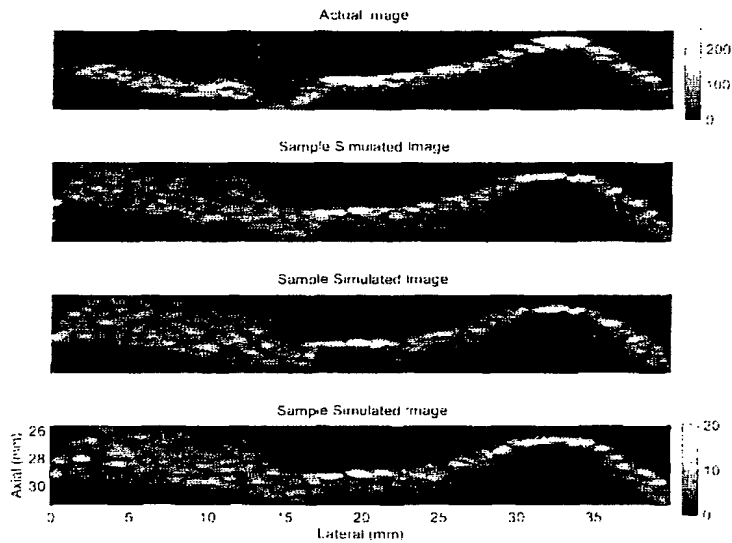 Actual Image
200
100
0
Sample Simulated Image
Sample Simulated Image
Sample Simulated Image
26
28
30
Axial (mm)
20
10
0
0 5 10 15 20 25 30 35
Lateral (mm)